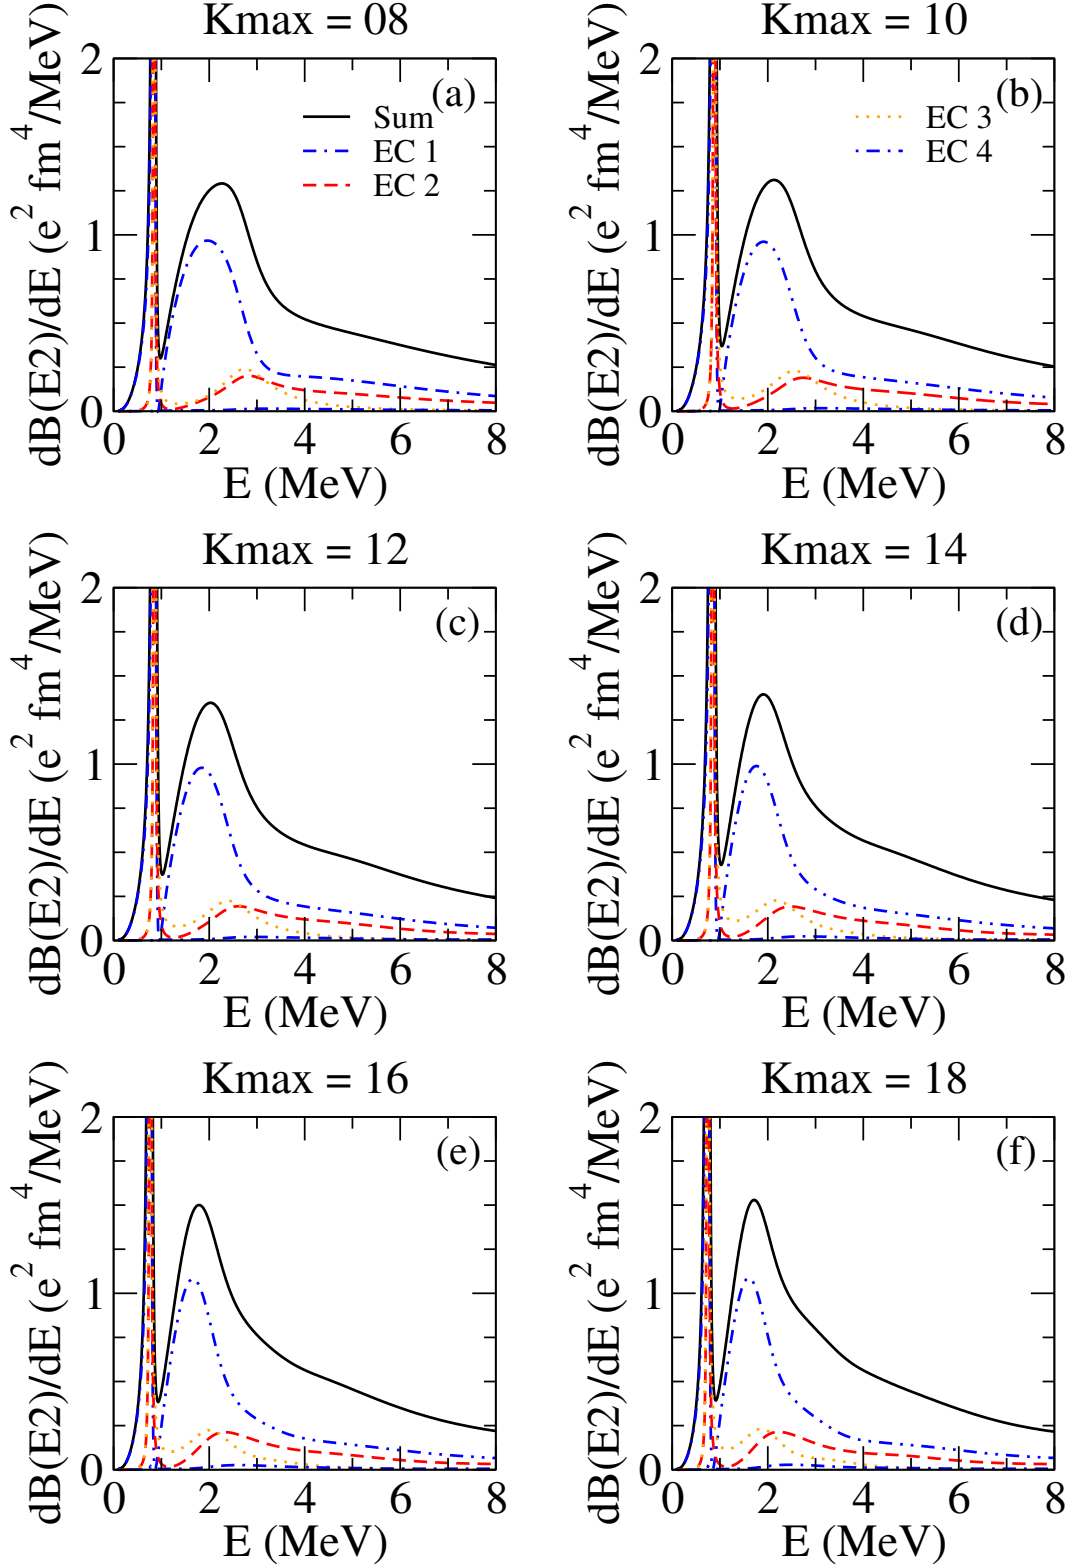 Kmax = 08
dB(E2)/dE (e² fm⁴/MeV)
2
1
0
(a)
Sum
EC 1
EC 2
0 2 4 6 8
E (MeV)
Kmax = 10
dB(E2)/dE (e² fm⁴/MeV)
2
1
0
(b)
EC 3
EC 4
0 2 4 6 8
E (MeV)
Kmax = 12
dB(E2)/dE (e² fm⁴/MeV)
2
1
0
(c)
0 2 4 6 8
E (MeV)
Kmax = 14
dB(E2)/dE (e² fm⁴/MeV)
2
1
0
(d)
0 2 4 6 8
E (MeV)
Kmax = 16
dB(E2)/dE (e² fm⁴/MeV)
2
1
0
(e)
0 2 4 6 8
E (MeV)
Kmax = 18
dB(E2)/dE (e² fm⁴/MeV)
2
1
0
(f)
0 2 4 6 8
E (MeV)